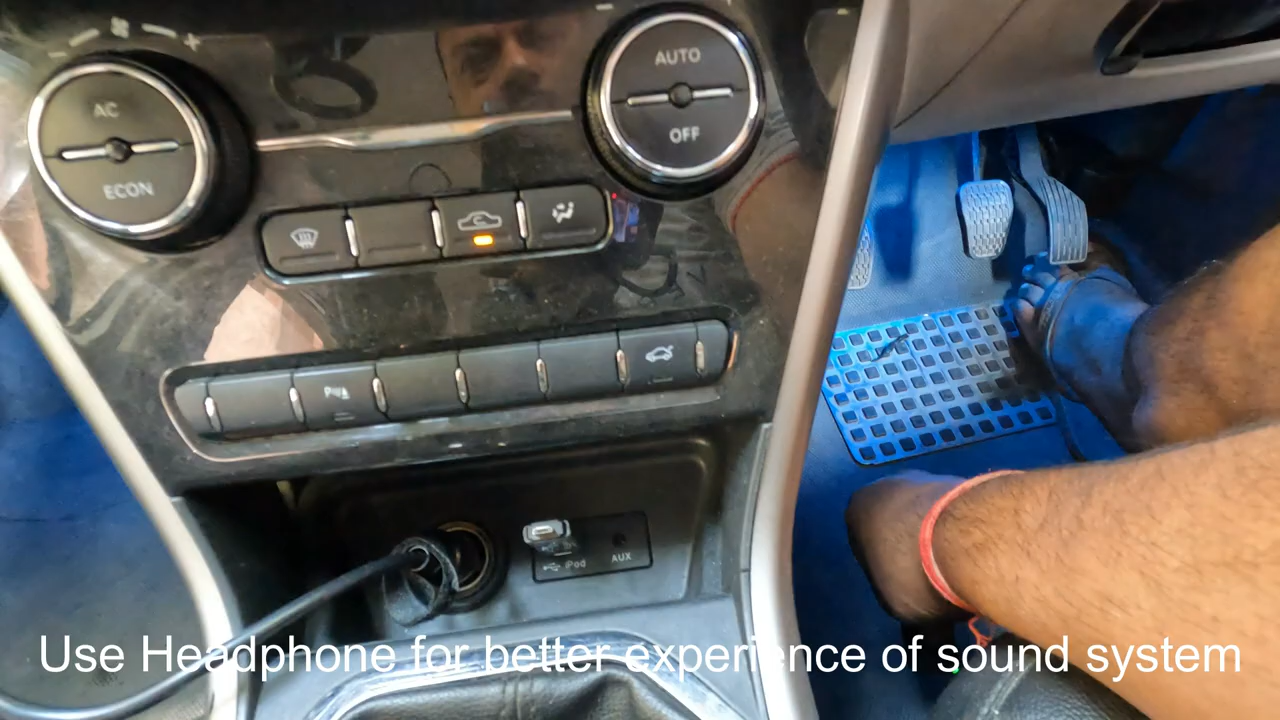 AUTO
AC
OFF
ECON
iPod
AUX
Use Headphone for better experience of sound system